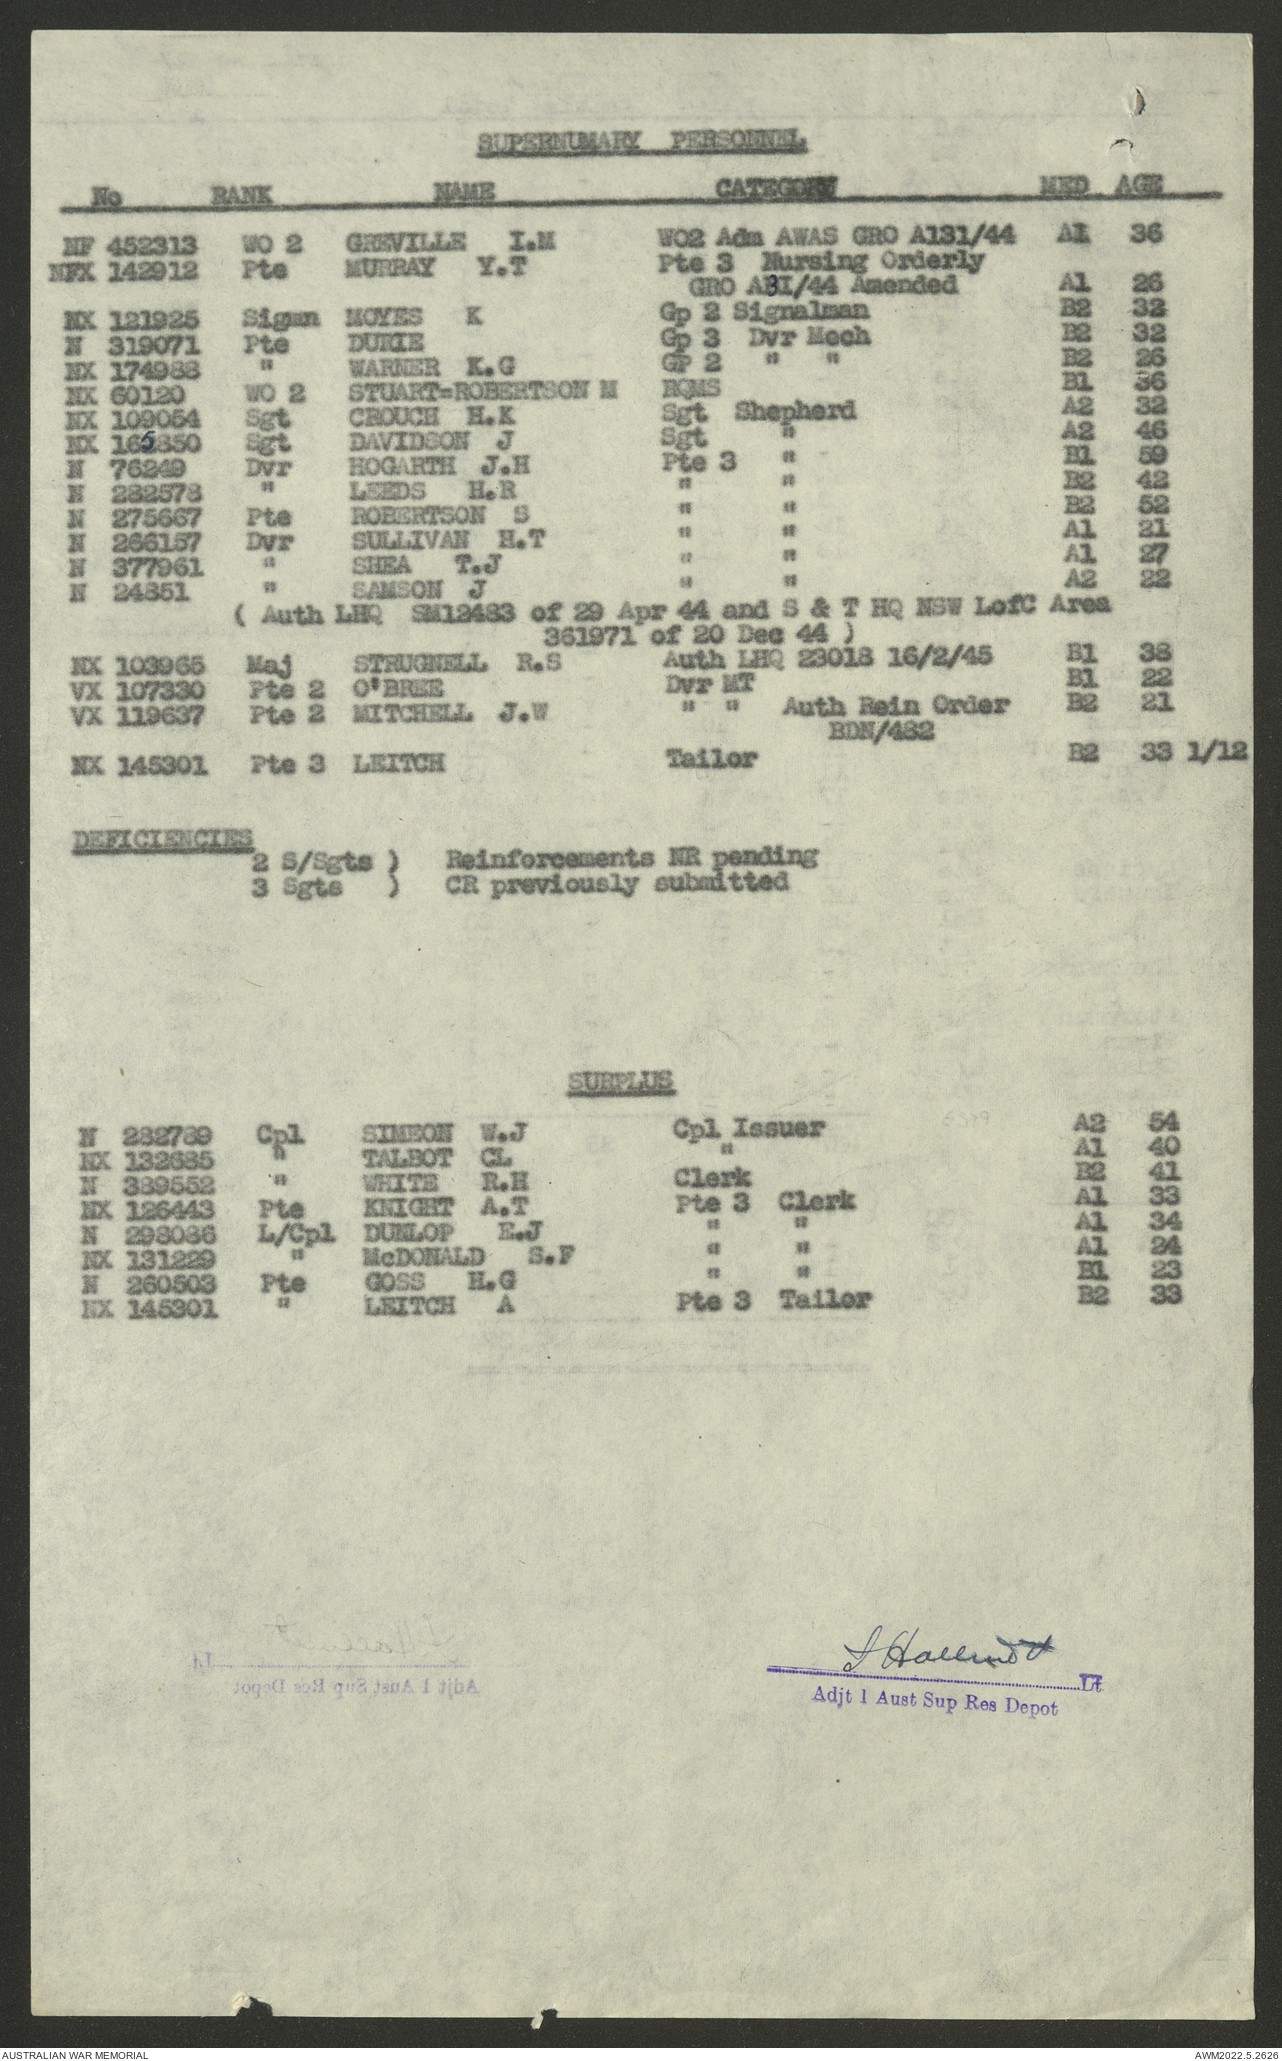 SUPERNUMARY PERSONNEL
No RANK NAME CATEGORY MED AGE
NF 452313 WO 2 GREVILLE I.M WO2 Adm AWAS GRO A131/44 A1 36
NFX 142912 Pte MURRAY Y.T Pte 3 Nursing Orderly
GRO A131/44 Amended A1 26
NX 121925 Sigmn MOYES K Gp 2 Signalman B2 32
N 319071 Pte DURIE Gp 3 Dvr Mech B2 32
NX 174988 " WARNER K.G GP 2 " " B2 26
NX 60120 WO 2 STUART=ROBERTSON M RQMS B1 36
NX 109054 Sgt CROUCH H.K Sgt Shepherd A2 32
NX 165850 Sgt DAVIDSON J Sgt " A2 46
N 76249 Dvr HOGARTH J.H Pte 3 " B1 59
N 282578 " LEEDS H.R " " B2 42
N 275667 Pte ROBERTSON S " " B2 52
N 266157 Dvr SULLIVAN H.T " " A1 21
N 377961 " SHEA T.J " " A1 27
N 24851 " SAMSON J " " A2 22
( Auth LHQ SM12483 of 29 Apr 44 and S & T HQ NSW LofC Area
361971 of 20 Dec 44 )
NX 103965 Maj STRUGNELL R.S Auth LHQ 23018 16/2/45 B1 38
VX 107330 Pte 2 O'BREE Dvr MT B1 22
VX 119637 Pte 2 MITCHELL J.W " " Auth Rein Order B2 21
BDN/482
NX 145301 Pte 3 LEITCH Tailor B2 33 1/12
DEFICIENCIES
2 S/Sgts ) Reinforcements NR pending
3 Sgts ) CR previously submitted
SURPLUS
N 282789 Cpl SIMEON W.J Cpl Issuer A2 54
NX 132685 " TALBOT CL " A1 40
N 389552 " WHITE R.H Clerk B2 41
NX 126443 Pte KNIGHT A.T Pte 3 Clerk A1 33
N 298086 L/Cpl DUNLOP E.J " " A1 34
NX 131229 " McDONALD S.F " " A1 24
N 260503 Pte GOSS H.G " " B1 23
NX 145301 " LEITCH A Pte 3 Tailor B2 33
Lt
Adjt 1 Aust Sup Res Depot
AUSTRALIAN WAR MEMORIAL AWM2022.5.2626